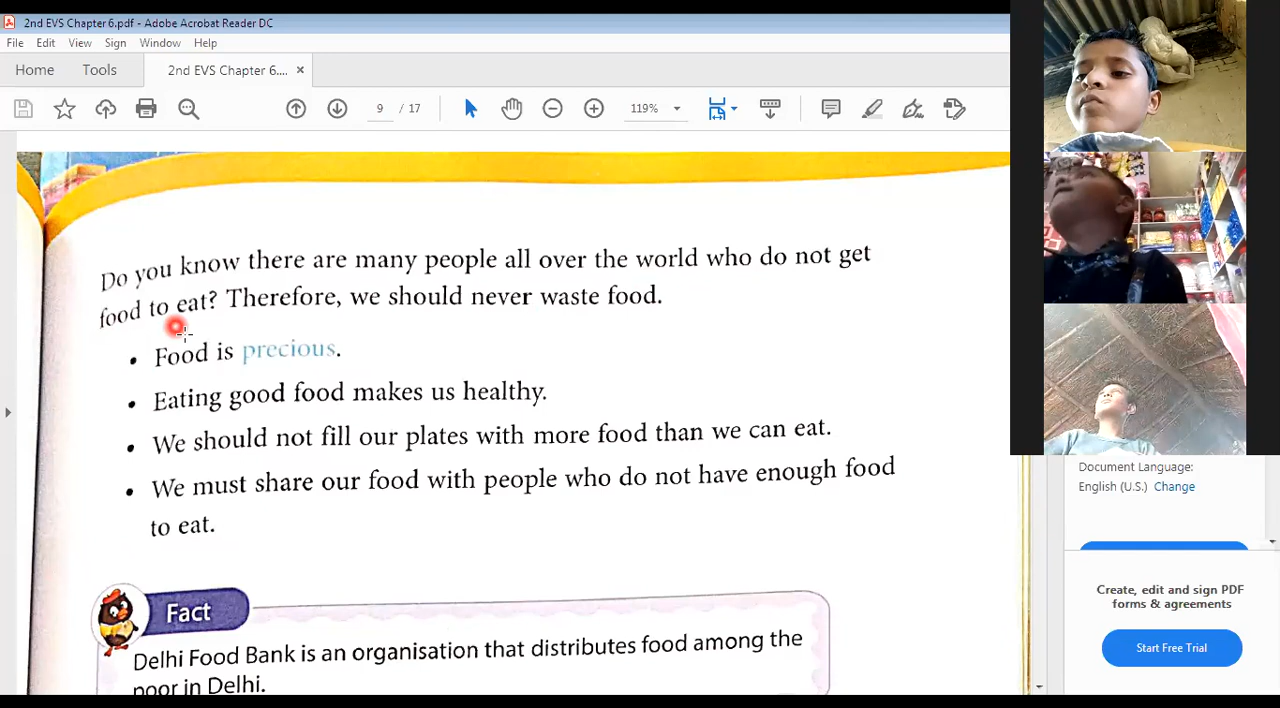 2nd EVS Chapter 6.pdf - Adobe Acrobat Reader DC
File Edit View Sign Window Help
Home Tools 2nd EVS Chapter 6.... ×
9 / 17 119%
Do you know there are many people all over the world who do not get
food to eat? Therefore, we should never waste food.
• Food is precious.
• Eating good food makes us healthy.
• We should not fill our plates with more food than we can eat.
• We must share our food with people who do not have enough food
to eat.
Fact
Delhi Food Bank is an organisation that distributes food among the
poor in Delhi.
Document Language:
English (U.S.) Change
Create, edit and sign PDF
forms & agreements
Start Free Trial